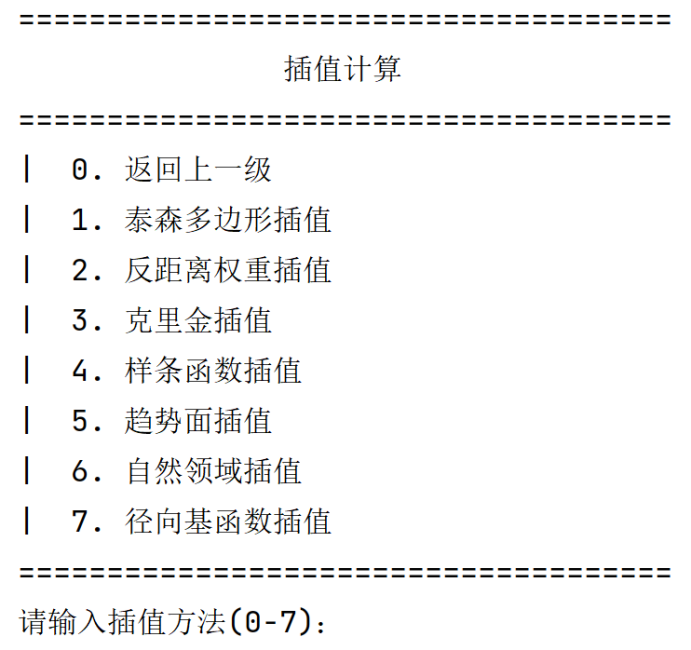 =====================================
插值计算
=====================================
|  0. 返回上一级
|  1. 泰森多边形插值
|  2. 反距离权重插值
|  3. 克里金插值
|  4. 样条函数插值
|  5. 趋势面插值
|  6. 自然领域插值
|  7. 径向基函数插值
=====================================
请输入插值方法(0-7):